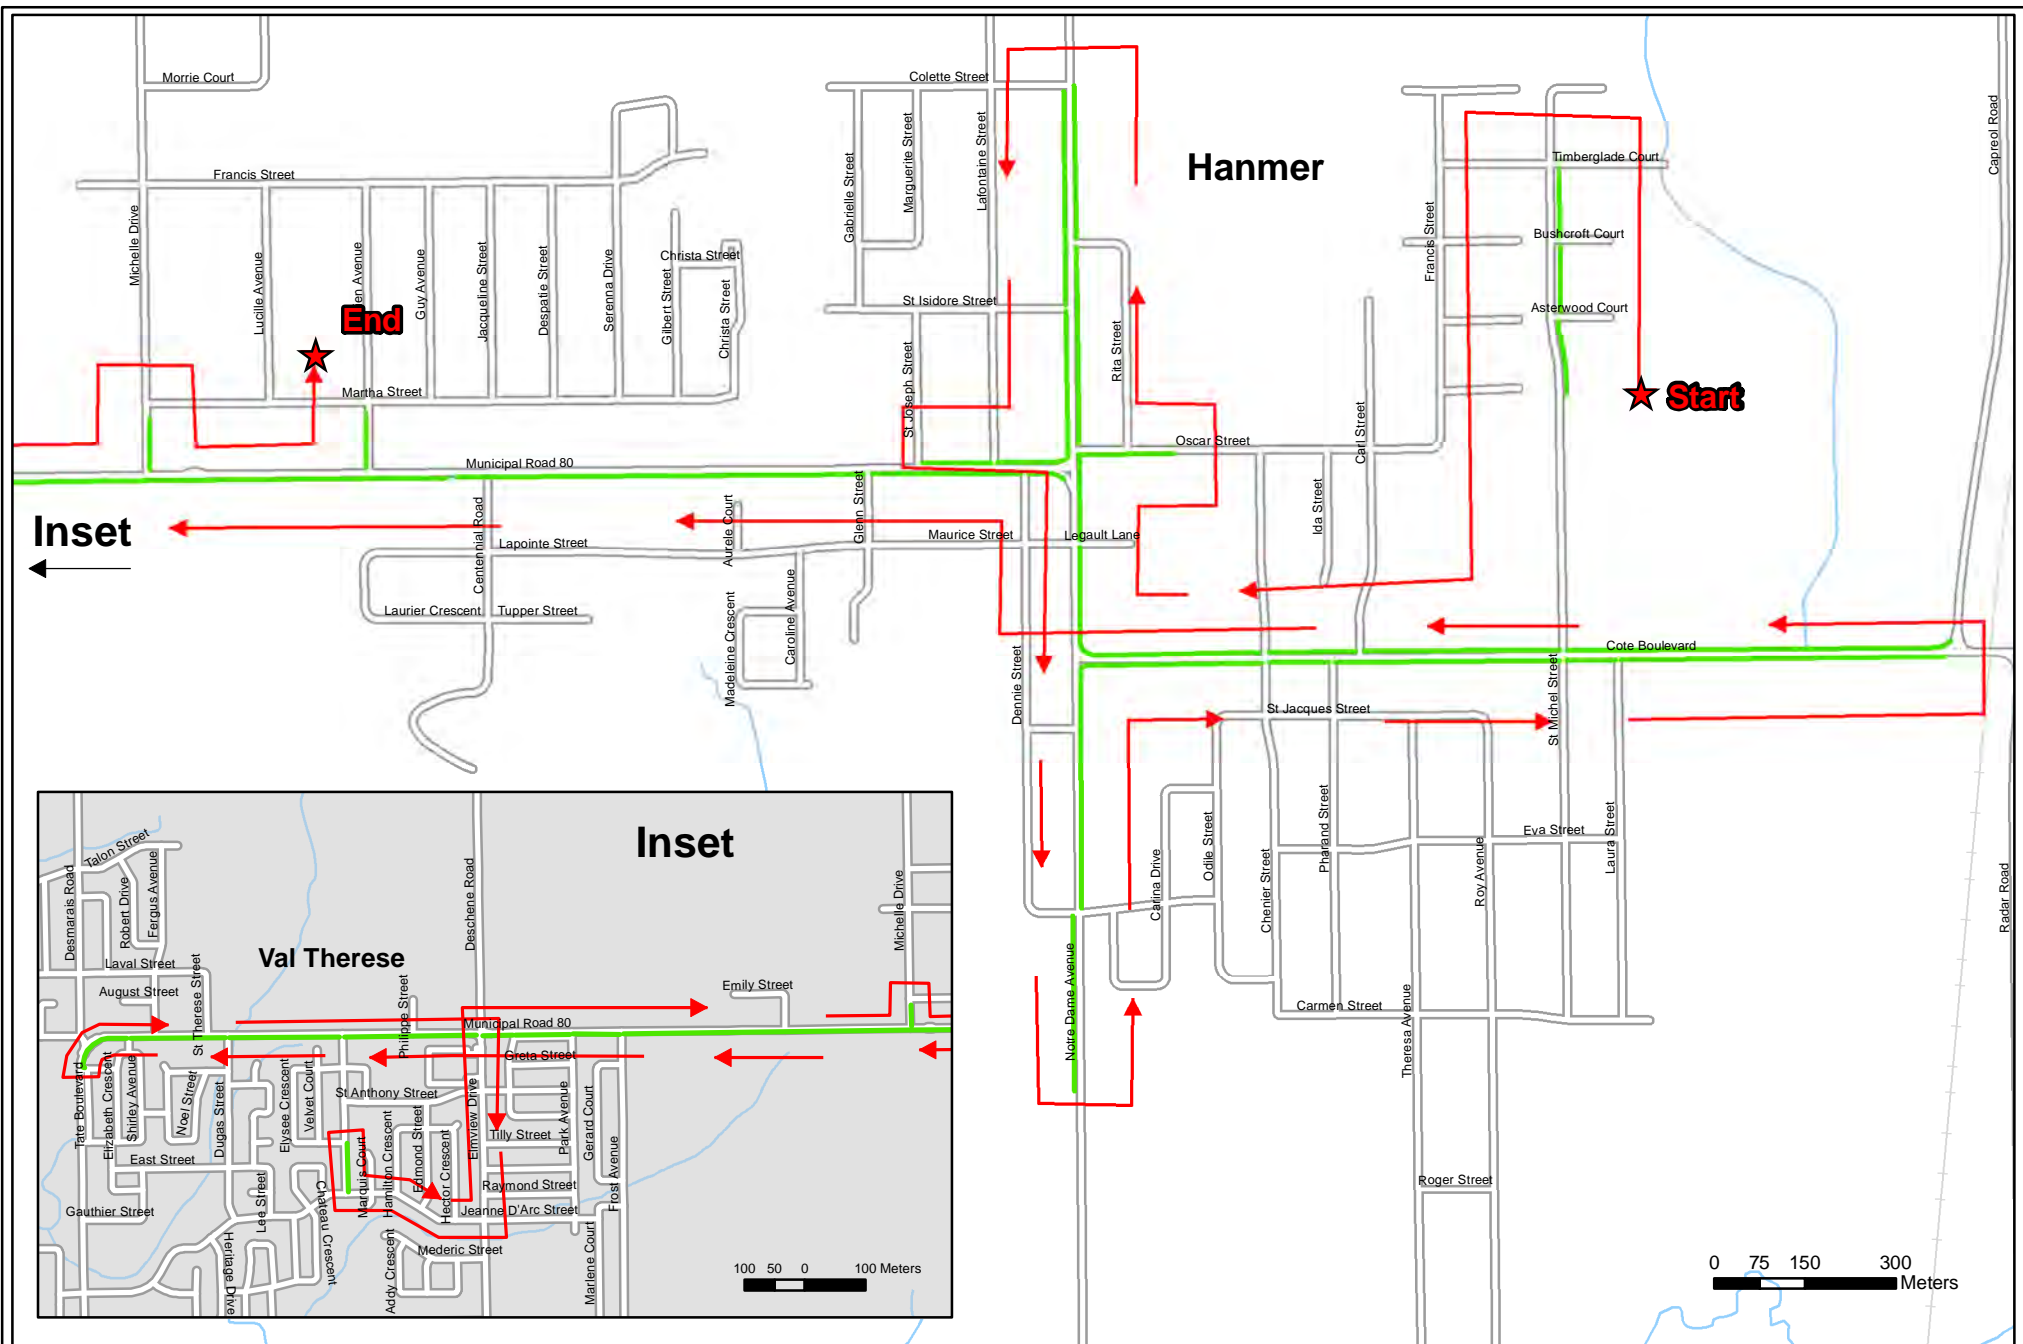 Morrie Court
Colette Street
Caprerol Road
Hanmer
Timberglade Court
Francis Street
Michelle Drive
Lucille Avenue
Guy Avenue
Jacqueline Street
Despatie Street
Serenna Drive
Gilbert Street
Christa Street
Christa Street
Gabrielle Street
Marguerite Street
Lafontaine Street
St Isidore Street
St Joseph Street
Rita Street
Francis Street
Bushcroft Court
Asterwood Court
End
Start
Martha Street
Oscar Street
Carl Street
Ida Street
Municipal Road 80
Inset
Centennial Road
Lapointe Street
Aurele Court
Glenn Street
Maurice Street
Legault Lane
Laurier Crescent
Tupper Street
Madeleine Crescent
Caroline Avenue
Dennie Street
Cote Boulevard
St Michel Street
St Jacques Street
Carina Drive
Odile Street
Chenier Street
Pharand Street
Eva Street
Roy Avenue
Laura Street
Radar Road
Notre Dame Avenue
Carmen Street
Theresa Avenue
Roger Street
0 75 150 300
Meters
Inset
Talon Street
Desmarais Road
Robert Drive
Fergus Avenue
Deschene Road
Michelle Drive
Val Therese
Laval Street
August Street
St Therese Street
Philippe Street
Emily Street
Municipal Road 80
Greta Street
Tate Boulevard
Elizabeth Crescent
Shirley Avenue
Noel Street
Dugas Street
Elysee Crescent
Velvet Court
St Anthony Street
Elmview Drive
Tilly Street
Park Avenue
Gerard Court
Frost Avenue
East Street
Marquis Court
Hamilton Crescent
Edmond Street
Hector Crescent
Raymond Street
Jeanne D'Arc Street
Gauthier Street
Lee Street
Chateau Crescent
Heritage Drive
Addy Crescent
Mederic Street
Marlene Court
100 50 0 100 Meters